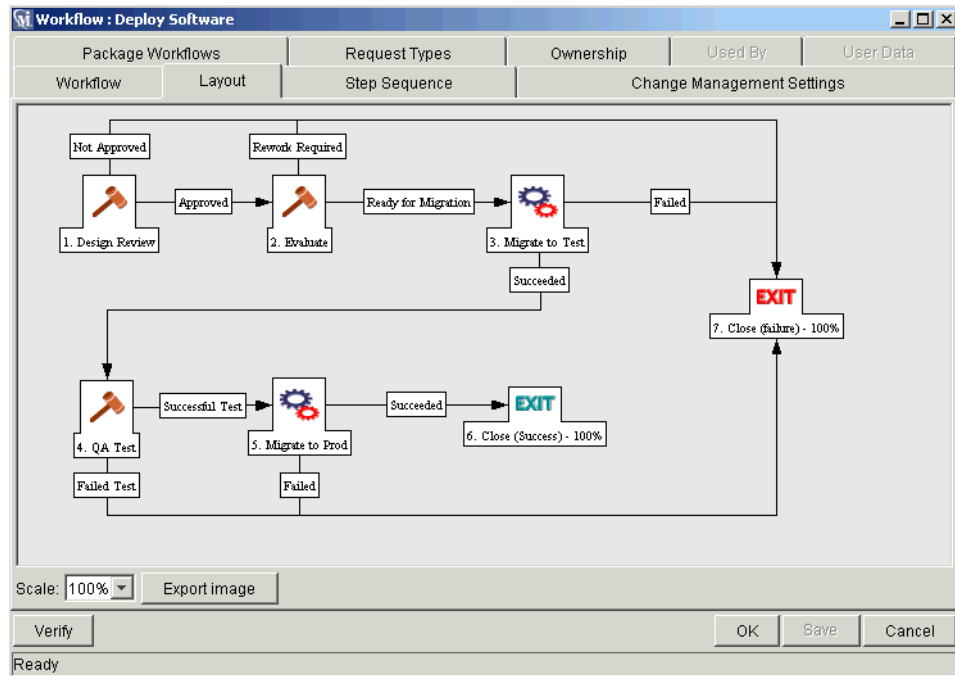 Workflow : Deploy Software
Package Workflows Request Types Ownership Used By User Data
Workflow Layout Step Sequence Change Management Settings
Not Approved Rework Required
Approved Ready for Migration Failed
1. Design Review 2. Evaluate 3. Migrate to Test
Succeeded
EXIT
7. Close (failure) - 100%
Successful Test Succeeded EXIT
4. QA Test 5. Migrate to Prod 6. Close (Success) - 100%
Failed Test Failed
Scale: 100% Export image
Verify OK Save Cancel
Ready